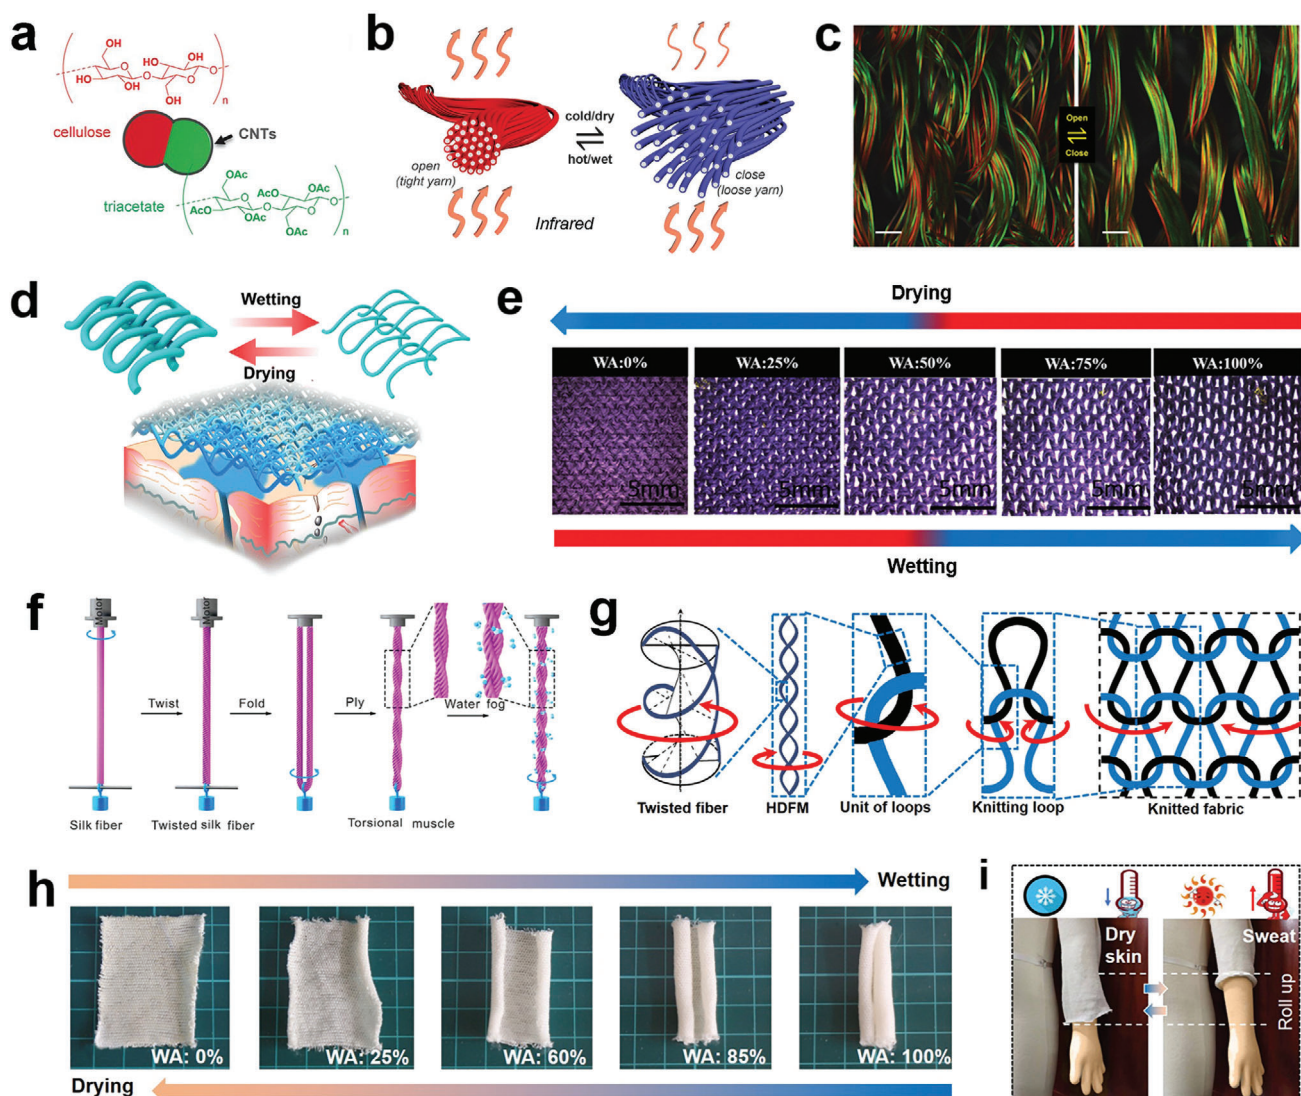 a
OH
OH
OH
O
O
O
O
HO
OH
OH
n
cellulose
CNTs
triacetate
OAc
OAc
OAc
O
O
O
O
AcO
OAc
OAc
n
b
cold/dry
hot/wet
open
(tight yarn)
close
(loose yarn)
Infrared
c
Open
Close
d
Wetting
Drying
e
Drying
WA:0%
WA:25%
WA:50%
WA:75%
WA:100%
5mm
5mm
5mm
5mm
5mm
Wetting
f
Motor
Motor
Twist
Fold
Ply
Water fog
Silk fiber
Twisted silk fiber
Torsional muscle
g
Twisted fiber
HDFM
Unit of loops
Knitting loop
Knitted fabric
h
Wetting
WA: 0%
WA: 25%
WA: 60%
WA: 85%
WA: 100%
Drying
i
Dry
skin
Sweat
Roll up